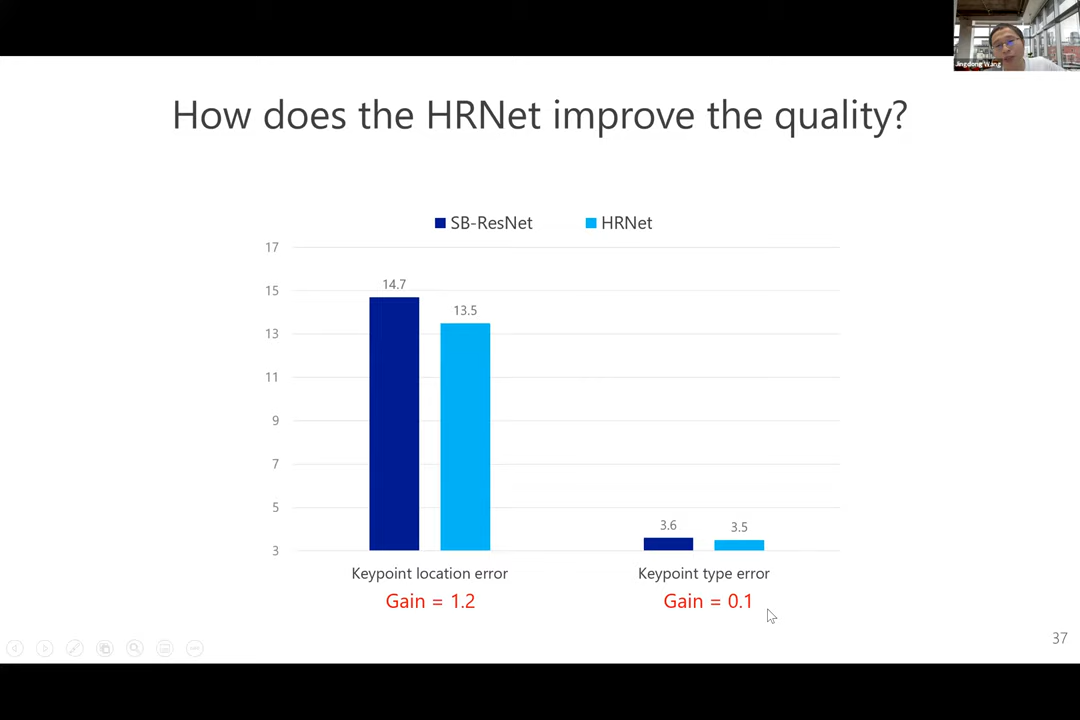 Jingdong Wang
How does the HRNet improve the quality?
SB-ResNet HRNet
17
15
13
11
9
7
5
3
14.7
13.5
3.6
3.5
Keypoint location error
Keypoint type error
Gain = 1.2
Gain = 0.1
37